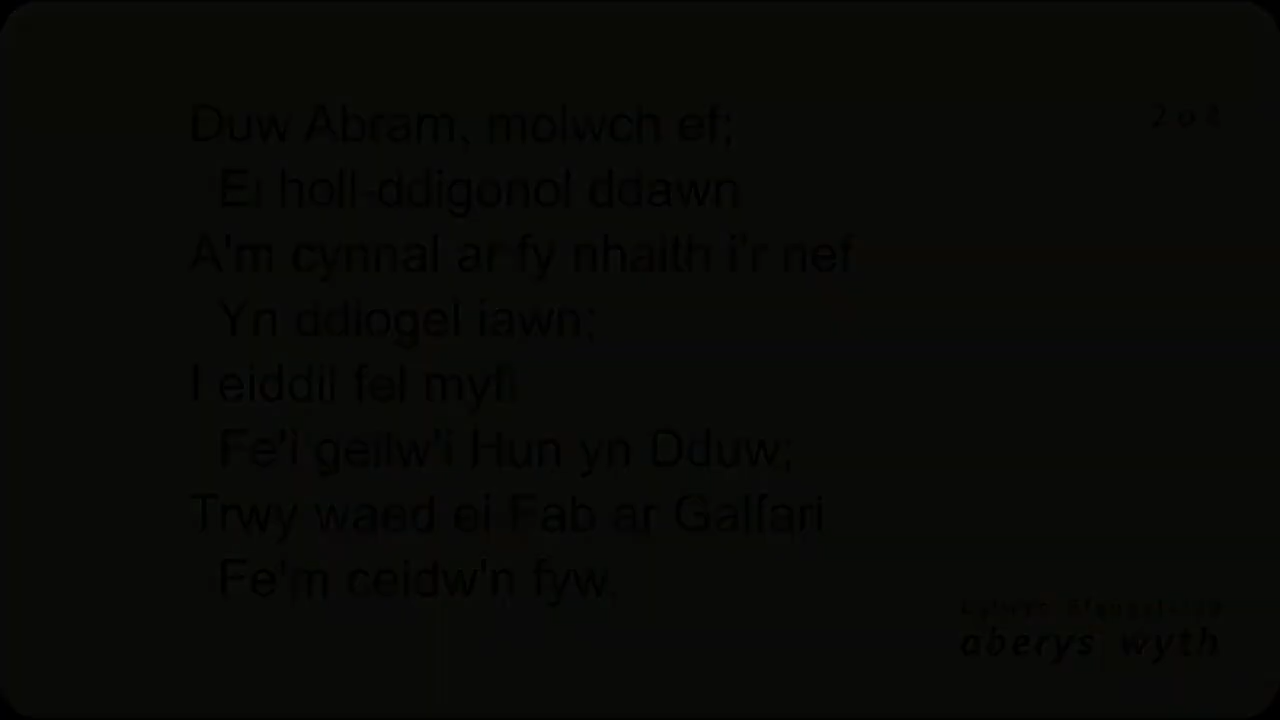 Duw Abram, molwch ef;
2 o
Ei holl-ddigonol ddawn
A'm cynnal ar fy nhaith i'r nef
Yn ddiogel iawn;
I eiddil fel myfi
Fe'i geilw'i Hun yn Dduw;
Trwy waed ei Fab ar Galfari
Fe'm ceidw'n fyw.
aberystwyth